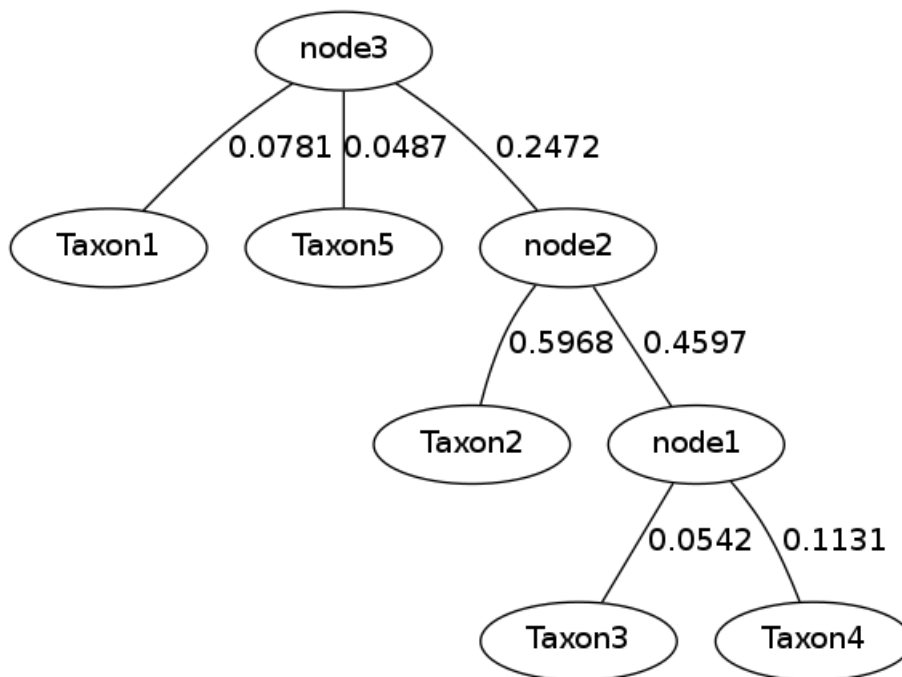 node3
0.0781 0.0487 0.2472
Taxon1 Taxon5 node2
0.5968 0.4597
Taxon2 node1
0.0542 0.1131
Taxon3 Taxon4